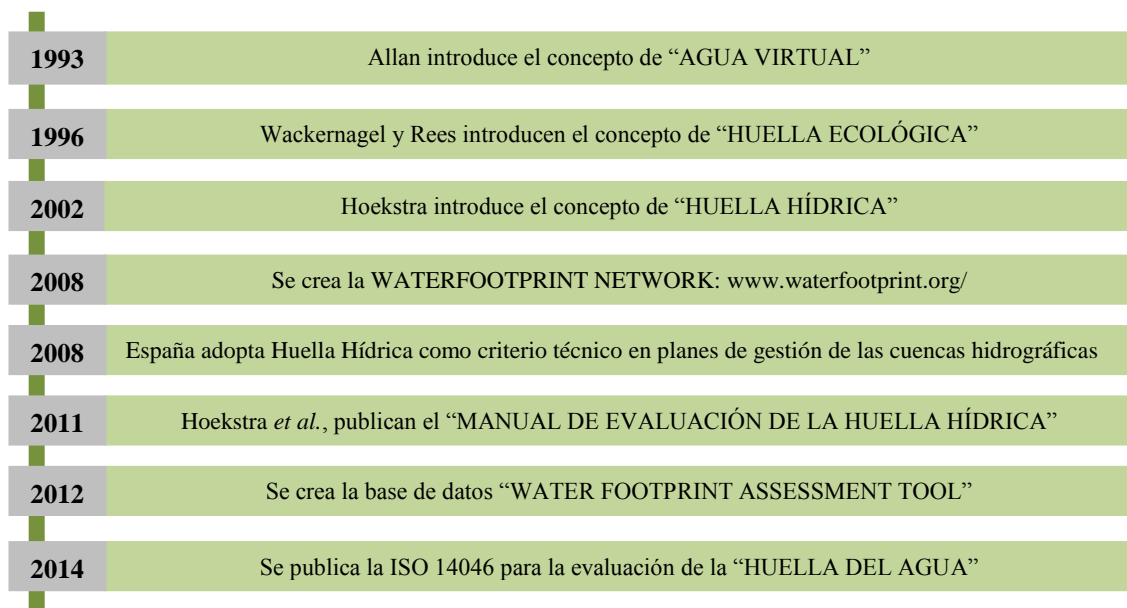 1993 Allan introduce el concepto de “AGUA VIRTUAL”
1996 Wackernagel y Rees introducen el concepto de “HUELLA ECOLÓGICA”
2002 Hoekstra introduce el concepto de “HUELLA HÍDRICA”
2008 Se crea la WATERFOOTPRINT NETWORK: www.waterfootprint.org/
2008 España adopta Huella Hídrica como criterio técnico en planes de gestión de las cuencas hidrográficas
2011 Hoekstra et al., publican el “MANUAL DE EVALUACIÓN DE LA HUELLA HÍDRICA”
2012 Se crea la base de datos “WATER FOOTPRINT ASSESSMENT TOOL”
2014 Se publica la ISO 14046 para la evaluación de la “HUELLA DEL AGUA”